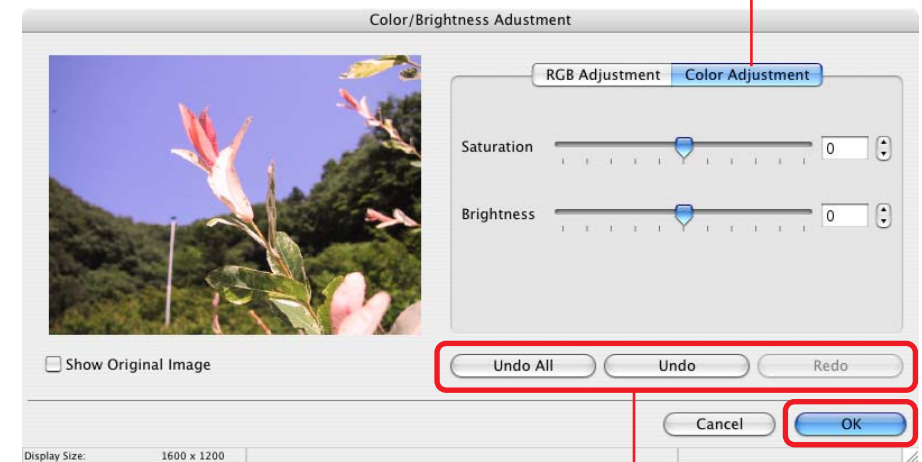 Color/Brightness Adustment
RGB Adjustment Color Adjustment
Saturation 0
Brightness 0
Show Original Image Undo All Undo Redo
Cancel OK
Display Size: 1600 x 1200